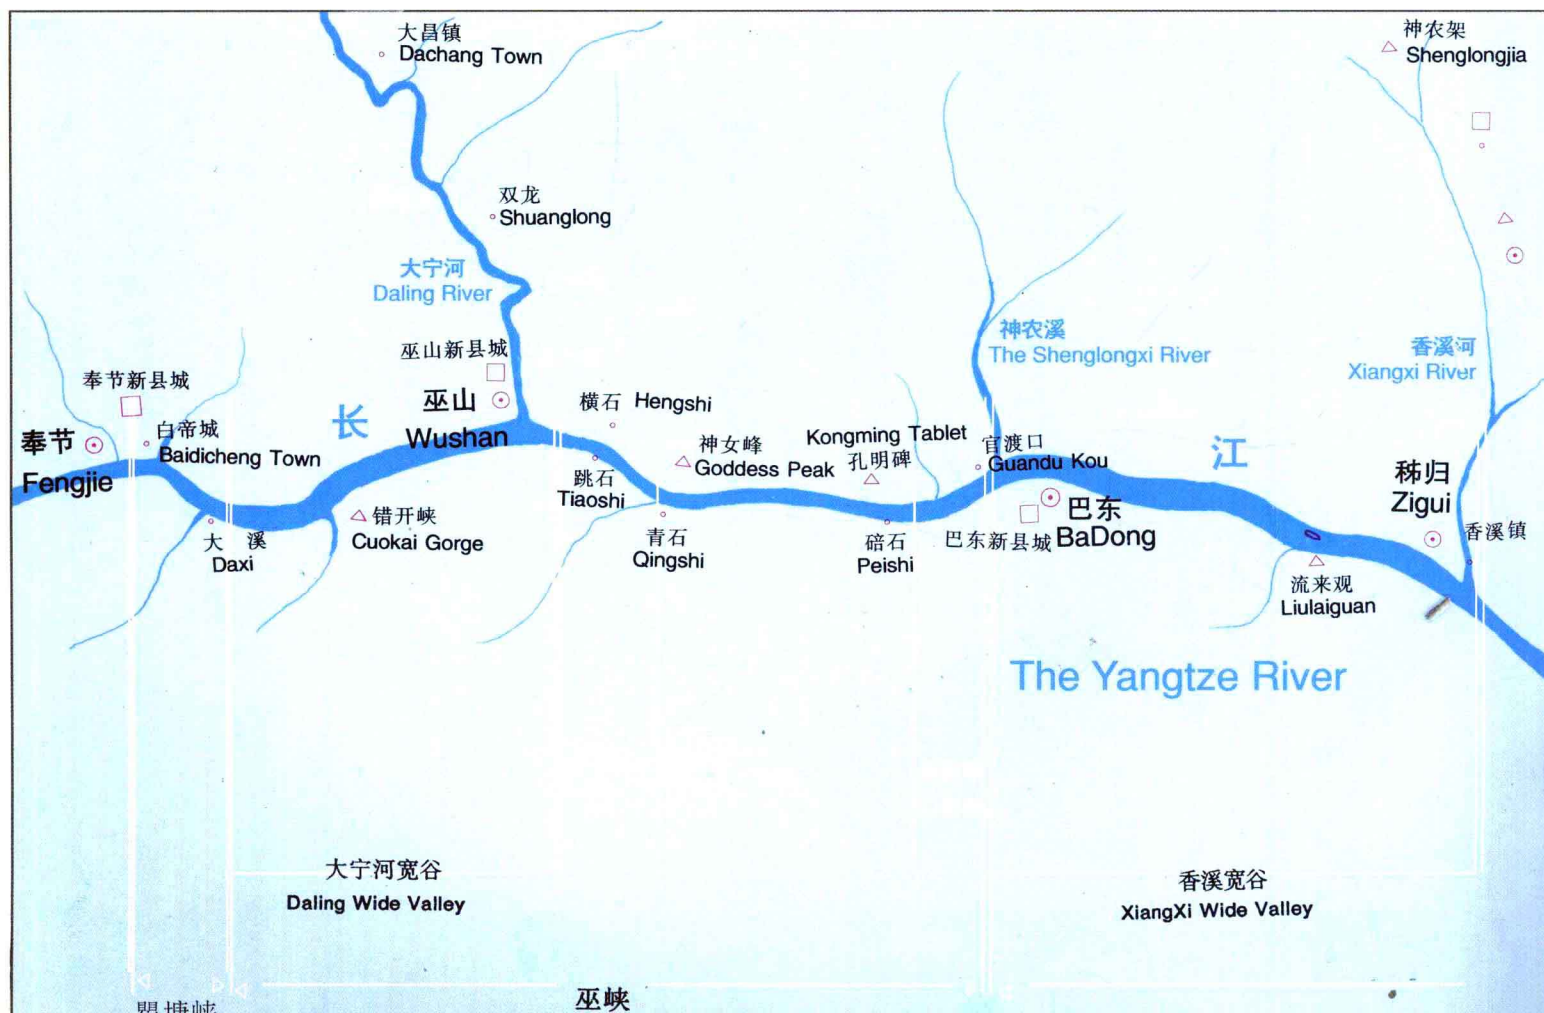 大昌镇
Dachang Town
神农架
Shenglongjia
双龙
Shuanglong
大宁河
Daling River
神农溪
The Shenglongxi River
香溪河
Xiangxi River
巫山新县城
奉节新县城
巫山
Wushan
长
横石 Hengshi
白帝城
Baidicheng Town
奉节
Fengjie
神女峰
Goddess Peak
Kongming Tablet
孔明碑
官渡口
Guandu Kou
江
秭归
Zigui
跳石
Tiaoshi
错开峡
Cuokai Gorge
大 溪
Daxi
青石
Qingshi
碚石
Peishi
巴东新县城
巴东
BaDong
香溪镇
流来观
Liulaiguan
The Yangtze River
大宁河宽谷
Daling Wide Valley
香溪宽谷
XiangXi Wide Valley
巫峡
瞿塘峡